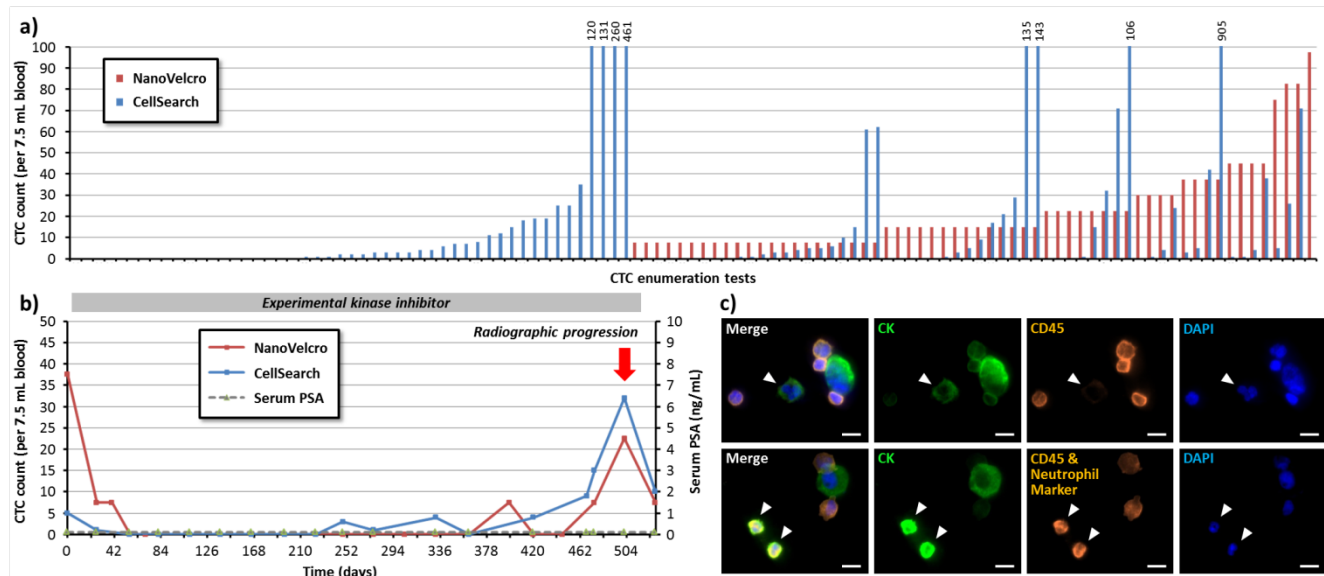 a)
120
131
260
461
135
143
106
905
100
90
80
70
60
50
40
30
20
10
0
CTC count (per 7.5 mL blood)
NanoVelcro
CellSearch
CTC enumeration tests
b)
Experimental kinase inhibitor
50
45
40
35
30
25
20
15
10
5
0
CTC count (per 7.5 mL blood)
Radiographic progression
NanoVelcro
CellSearch
Serum PSA
10
9
8
7
6
5
4
3
2
1
0
Serum PSA (ng/mL)
0 42 84 126 168 210 252 294 336 378 420 462 504
Time (days)
c)
Merge CK CD45 DAPI
Merge CK CD45 & DAPI
Neutrophil
Marker